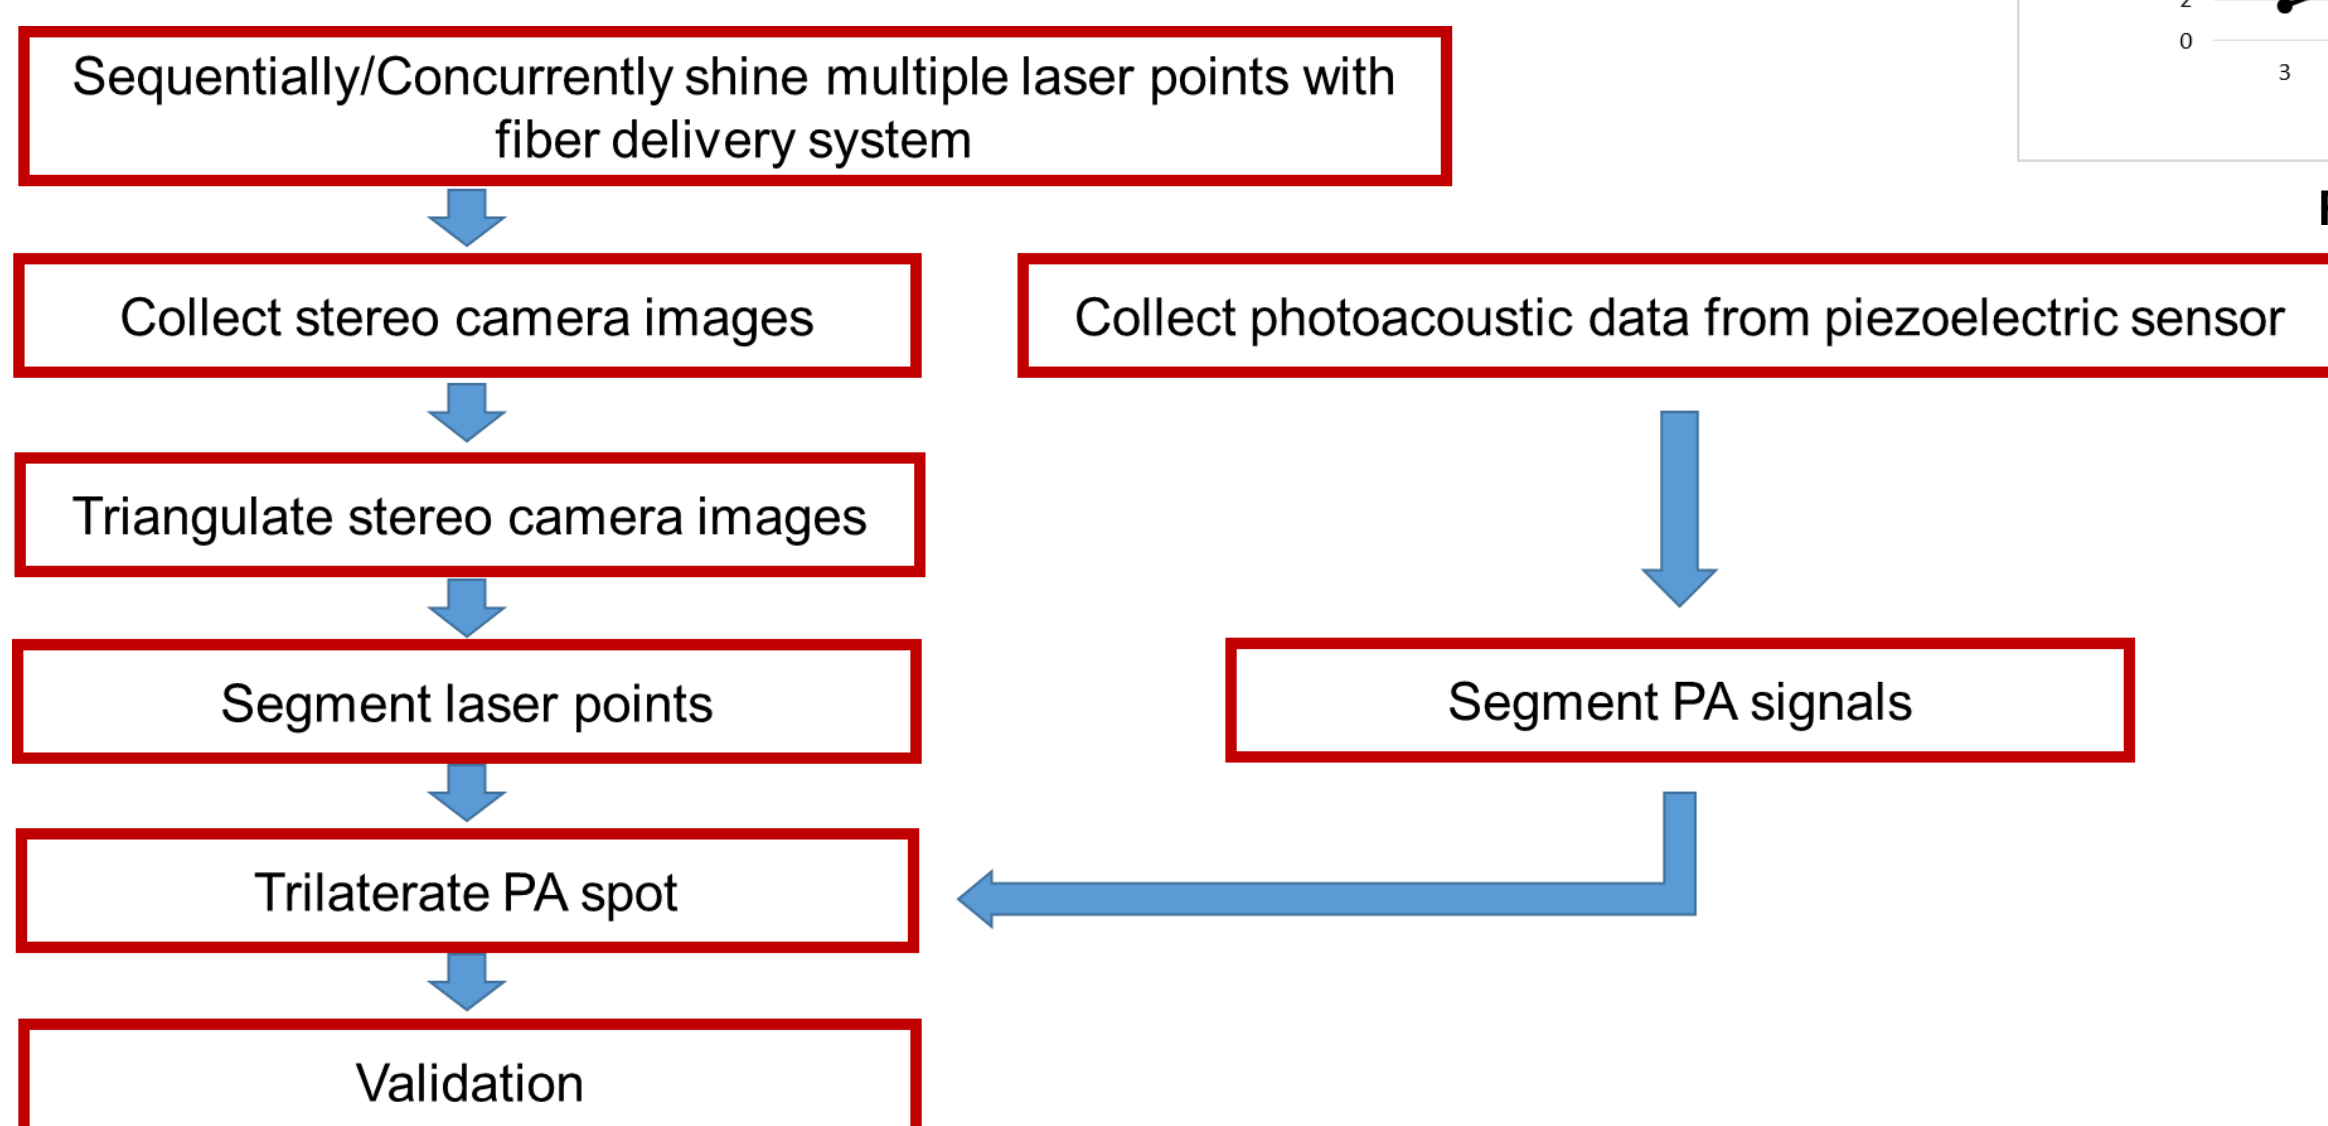 2
0
3
Sequentially/Concurrently shine multiple laser points with
fiber delivery system
Collect stereo camera images
Collect photoacoustic data from piezoelectric sensor
Triangulate stereo camera images
Segment laser points
Segment PA signals
Trilaterate PA spot
Validation